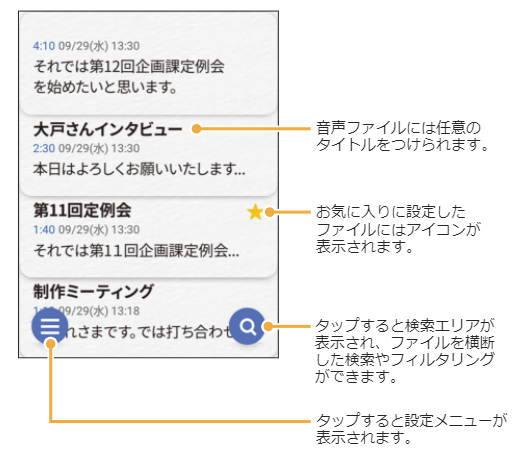 4:10 09/29(水) 13:30
それでは第12回企画課定例会
を始めたいと思います。
大戸さんインタビュー
2:30 09/29(水) 13:30
本日はよろしくお願いいたします...
第11回定例会
1:40 09/29(水) 13:30
それでは第11回企画課定例会...
制作ミーティング
09/29(水) 13:18
れさまです。では打ち合わせ
音声ファイルには任意の
タイトルをつけられます。
お気に入りに設定した
ファイルにはアイコンが
表示されます。
タップすると検索エリアが
表示され、ファイルを横断
した検索やフィルタリング
ができます。
タップすると設定メニューが
表示されます。